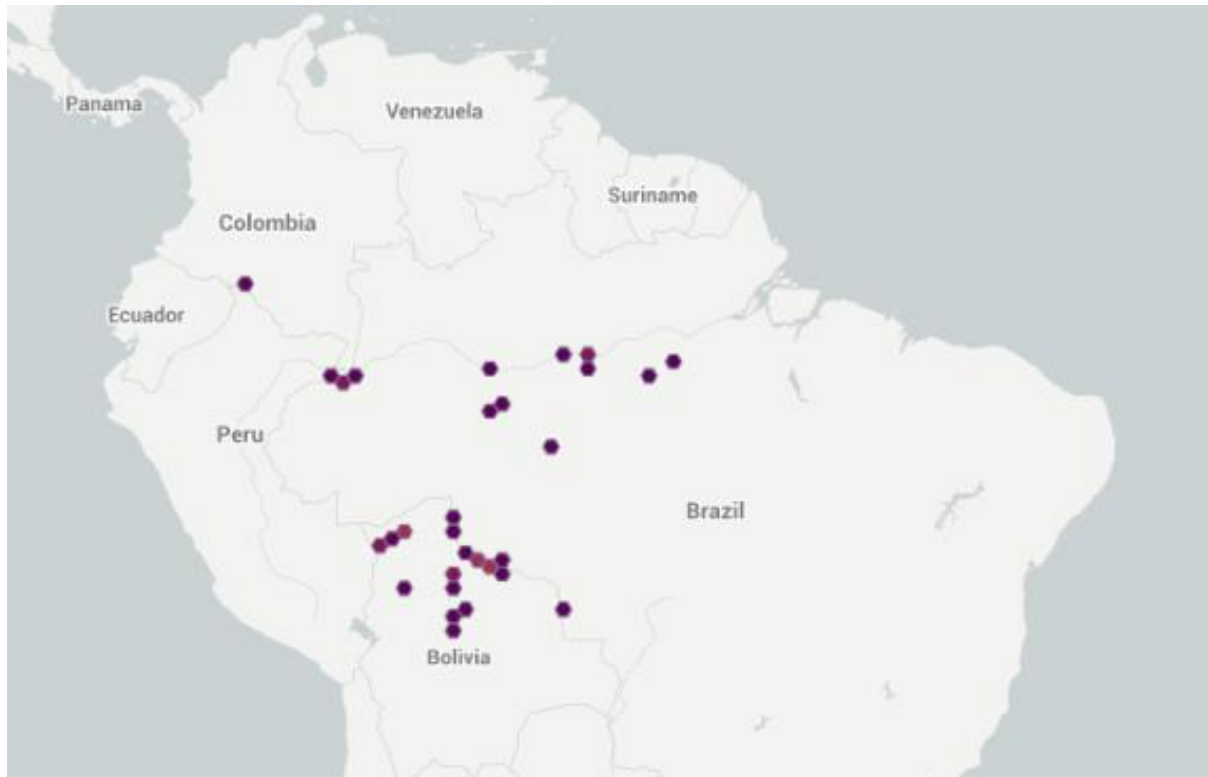 Panama
Venezuela
Suriname
Colombia
Ecuador
Peru
Brazil
Bolivia